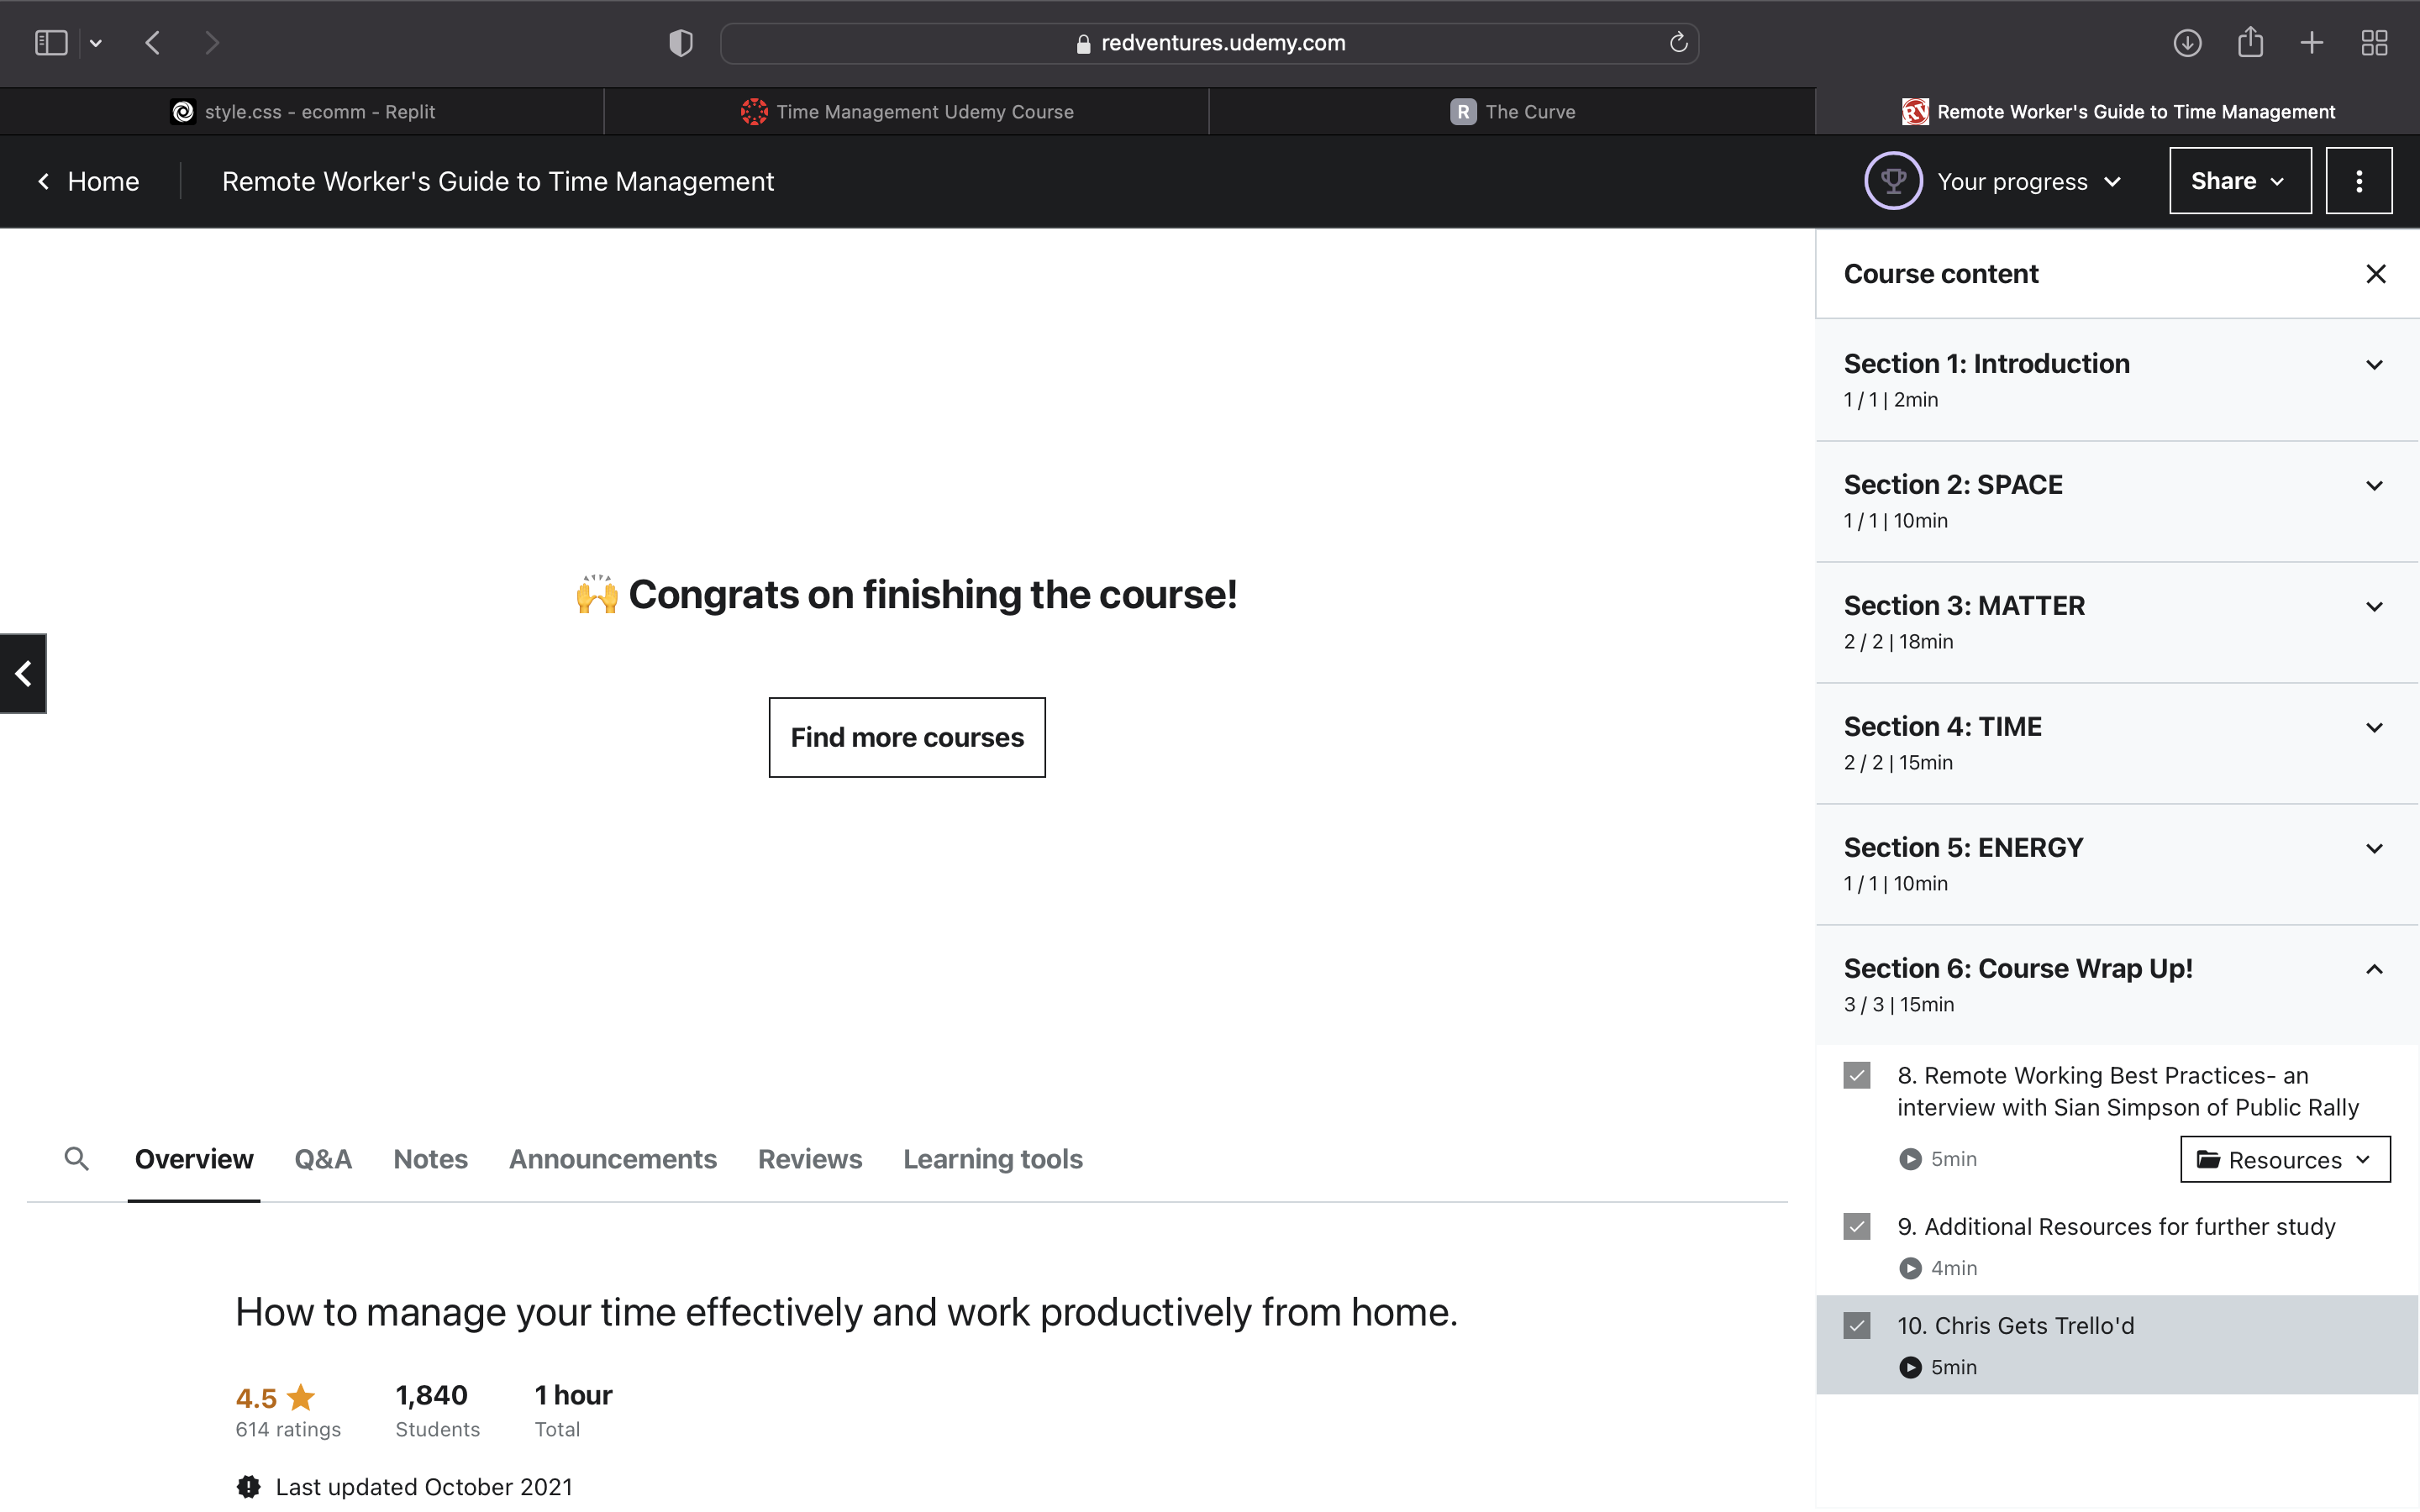 redventures.udemy.com
style.css - ecomm - Replit
Time Management Udemy Course
R The Curve
Remote Worker's Guide to Time Management
Home
Remote Worker's Guide to Time Management
Your progress
Share
Course content
Section 1: Introduction
1 / 1 | 2min
Section 2: SPACE
1 / 1 | 10min
Section 3: MATTER
2 / 2 | 18min
Section 4: TIME
2 / 2 | 15min
Section 5: ENERGY
1 / 1 | 10min
Section 6: Course Wrap Up!
3 / 3 | 15min
8. Remote Working Best Practices- an
interview with Sian Simpson of Public Rally
5min
Resources
9. Additional Resources for further study
4min
10. Chris Gets Trello'd
5min
🙌 Congrats on finishing the course!
Find more courses
Overview Q&A Notes Announcements Reviews Learning tools
How to manage your time effectively and work productively from home.
4.5 1,840 1 hour
614 ratings Students Total
Last updated October 2021